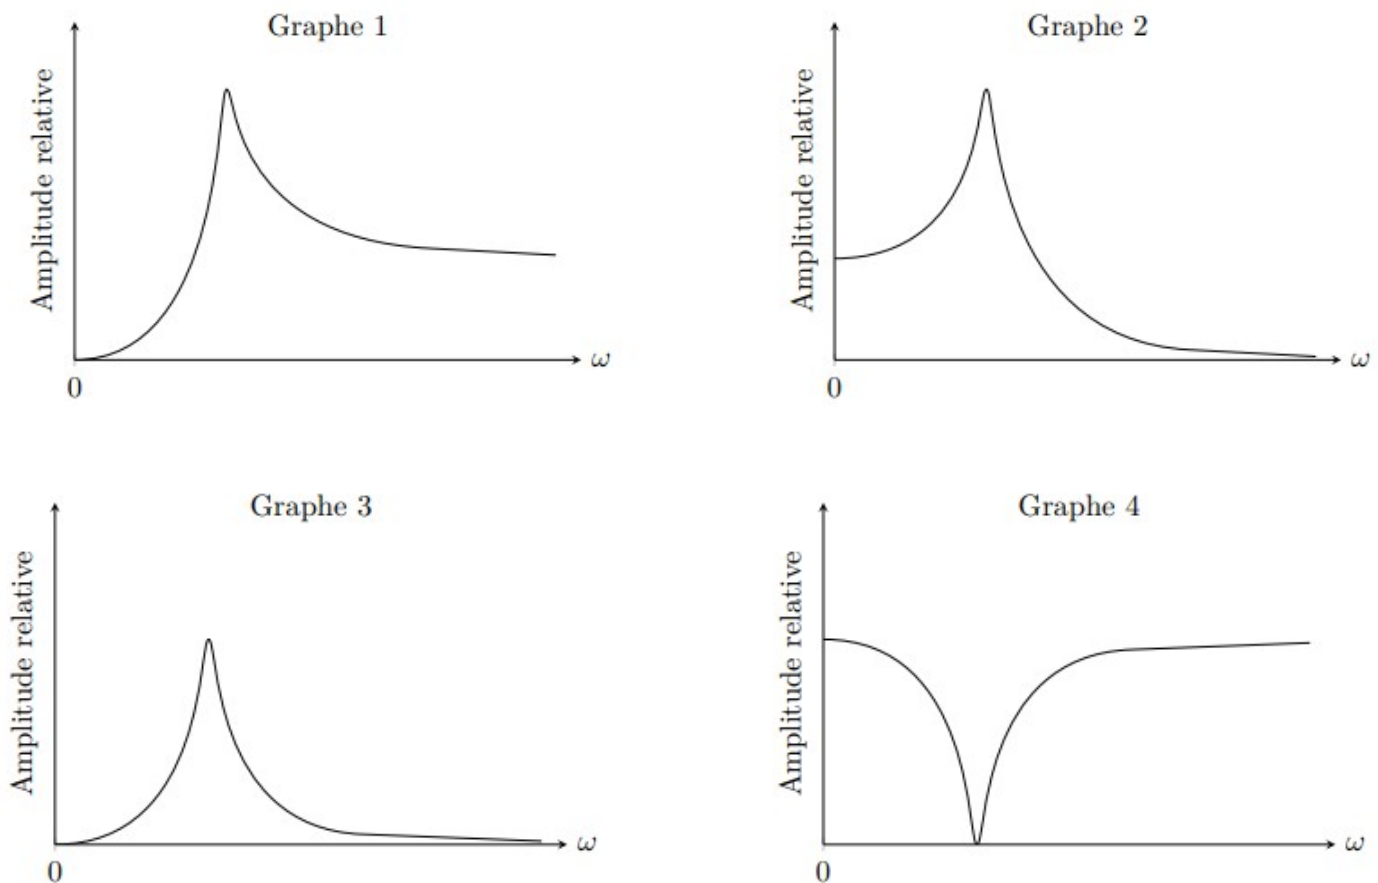 Graphe 1
Amplitude relative
ω
0
Graphe 2
Amplitude relative
ω
0
Graphe 3
Amplitude relative
ω
0
Graphe 4
Amplitude relative
ω
0